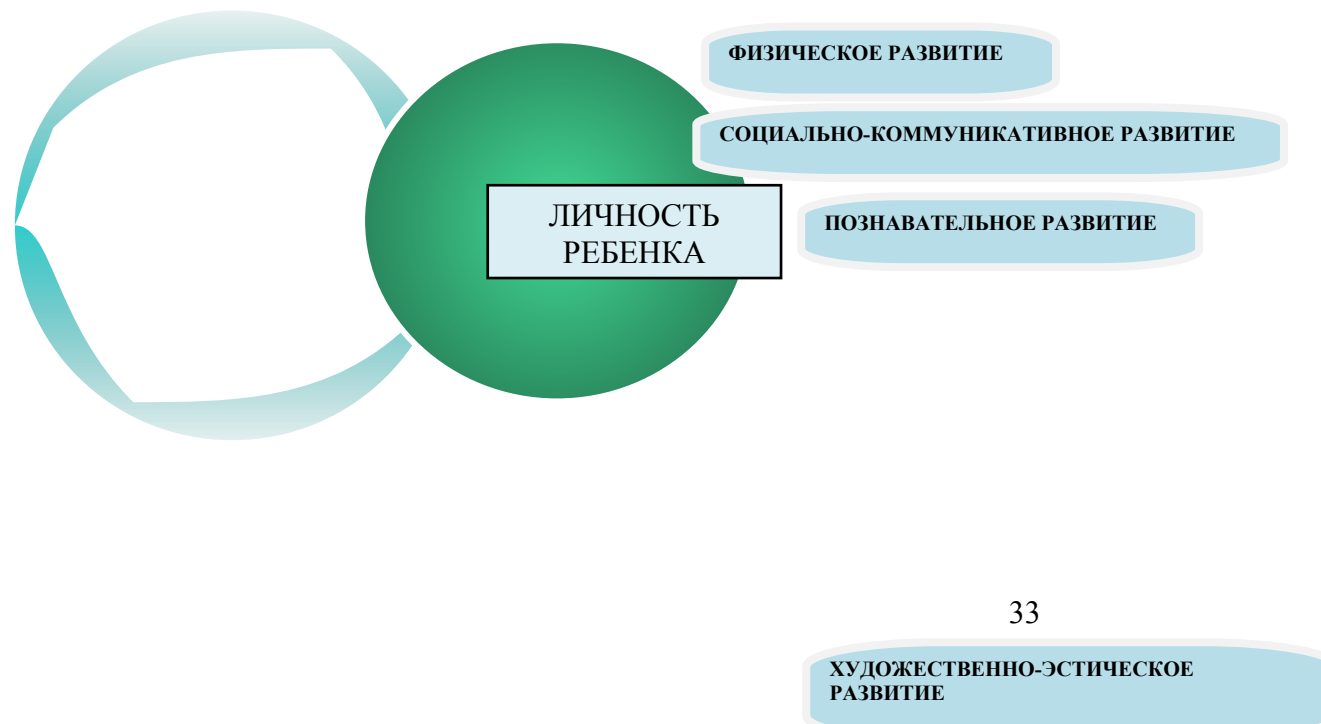 ФИЗИЧЕСКОЕ РАЗВИТИЕ
СОЦИАЛЬНО-КОММУНИКАТИВНОЕ РАЗВИТИЕ
ЛИЧНОСТЬ
РЕБЕНКА
ПОЗНАВАТЕЛЬНОЕ РАЗВИТИЕ
33
ХУДОЖЕСТВЕННО-ЭСТИЧЕСКОЕ
РАЗВИТИЕ